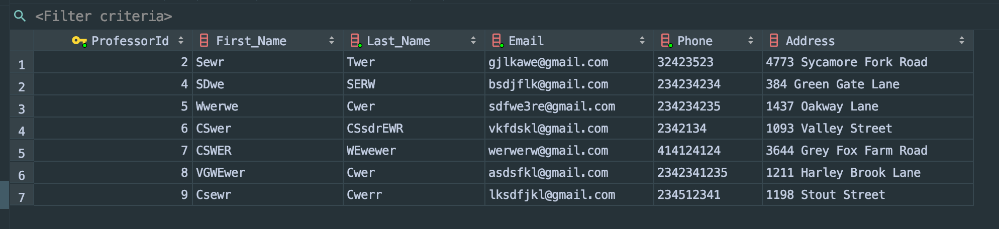 <Filter criteria>
ProfessorId First_Name Last_Name Email Phone Address
1 2 Sewr Twer gjlkawe@gmail.com 32423523 4773 Sycamore Fork Road
2 4 SDwe SERW bsdjflk@gmail.com 234234234 384 Green Gate Lane
3 5 Wwerwe Cwer sdfwe3re@gmail.com 234234235 1437 Oakway Lane
4 6 CSwer CSsdrEWR vkfdskl@gmail.com 2342134 1093 Valley Street
5 7 CSWER WEwewer werwerw@gmail.com 414124124 3644 Grey Fox Farm Road
6 8 VGWEwer Cwer asdsfkl@gmail.com 2342341235 1211 Harley Brook Lane
7 9 Csewr Cwerr lksdfjkl@gmail.com 234512341 1198 Stout Street